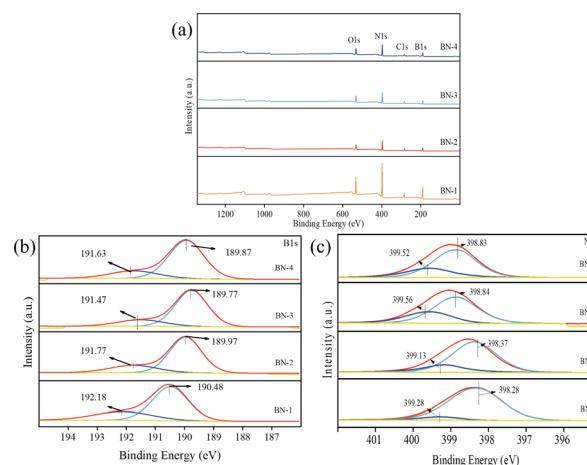 (a)
O1s
N1s
C1s
B1s
BN-4
BN-3
BN-2
BN-1
Intensity (a.u.)
1200
1000
800
600
400
200
Binding Energy (eV)
(b)
B1s
191.63
189.87
BN-4
191.47
189.77
BN-3
191.77
189.97
BN-2
192.18
190.48
BN-1
Intensity (a.u.)
194
193
192
191
190
189
188
187
Binding Energy (eV)
(c)
N
399.52
398.83
BN
399.56
398.84
BN
399.13
398.37
BN
399.28
398.28
BN
Intensity (a.u.)
401
400
399
398
397
396
Binding Energy (eV)